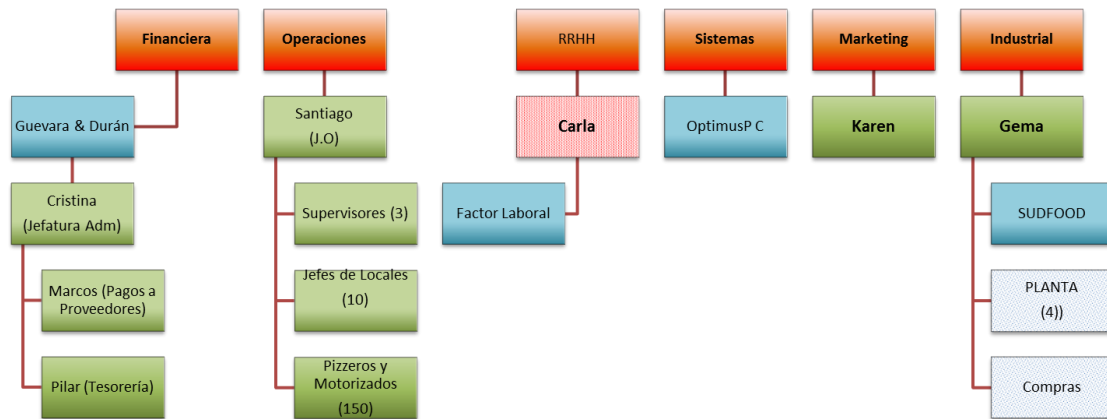 Financiera
Operaciones
RRHH
Sistemas
Marketing
Industrial
Guevara & Durán
Santiago
(J.O)
Carla
OptimusP C
Karen
Gema
Cristina
(Jefatura Adm)
Supervisores (3)
Factor Laboral
SUDFOOD
Marcos (Pagos a
Proveedores)
Jefes de Locales
(10)
PLANTA
(4))
Pilar (Tesorería)
Pizzeros y
Motorizados
(150)
Compras